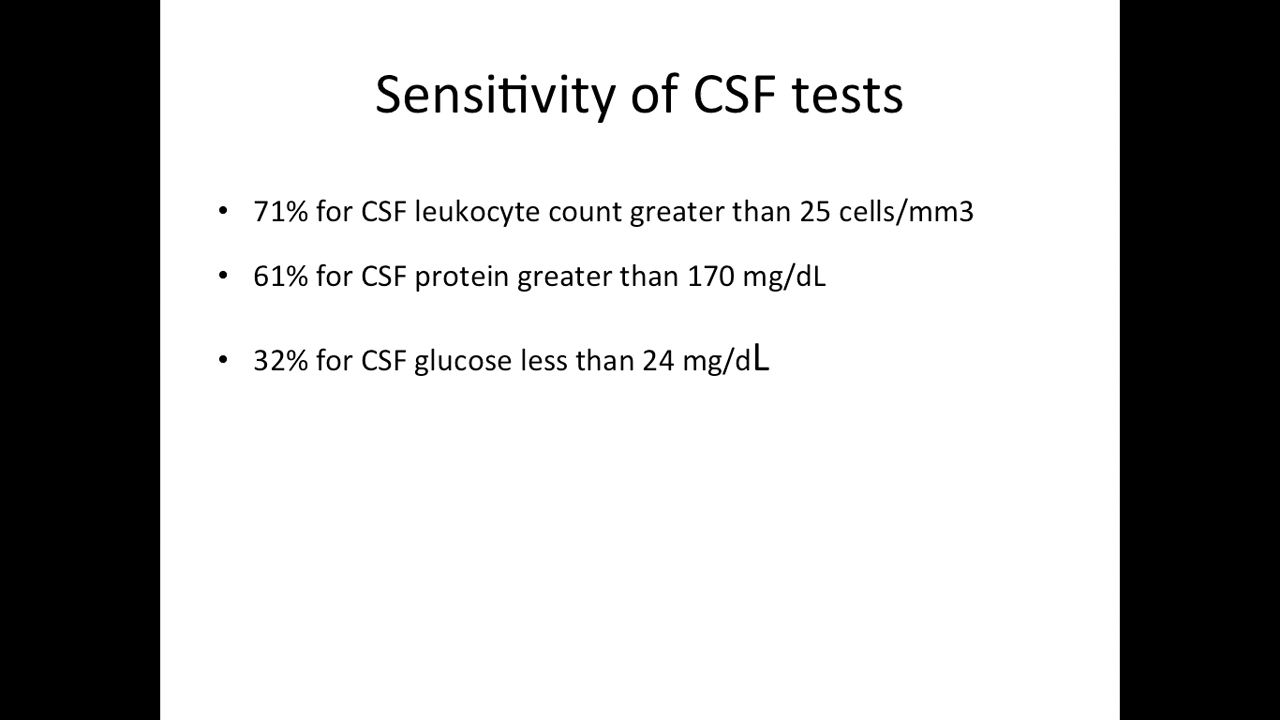 Sensitivity of CSF tests
• 71% for CSF leukocyte count greater than 25 cells/mm3
• 61% for CSF protein greater than 170 mg/dL
• 32% for CSF glucose less than 24 mg/dL